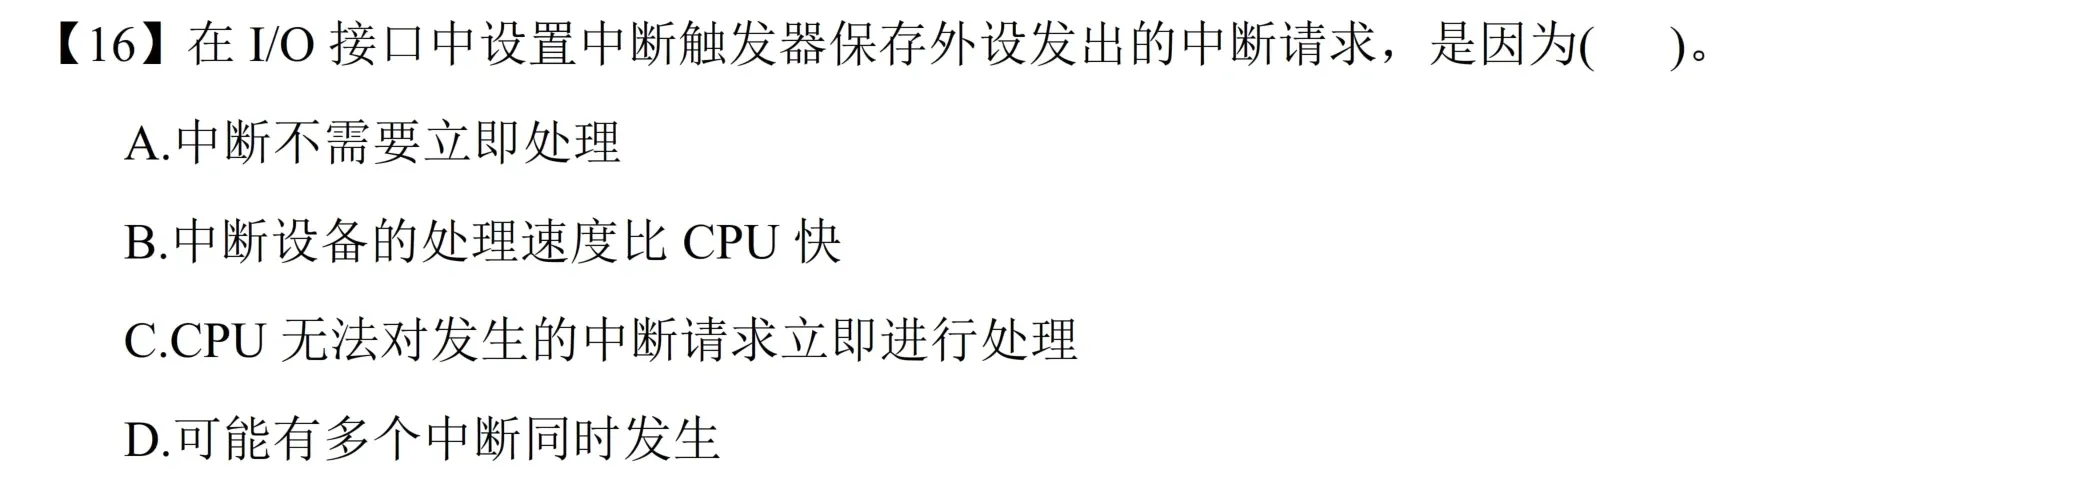 【16】在 I/O 接口中设置中断触发器保存外设发出的中断请求，是因为(　　)。
A.中断不需要立即处理
B.中断设备的处理速度比 CPU 快
C.CPU 无法对发生的中断请求立即进行处理
D.可能有多个中断同时发生